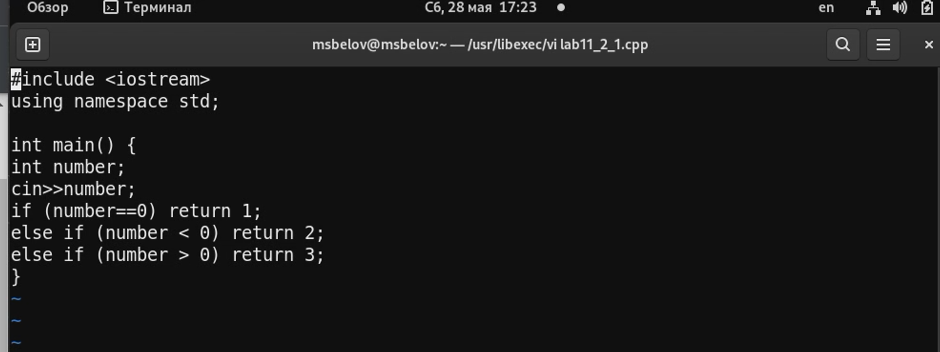 Обзор Терминал Сб, 28 мая 17:23 en
msbelov@msbelov:~ — /usr/libexec/vi lab11_2_1.cpp
#include <iostream>
using namespace std;
int main() {
int number;
cin>>number;
if (number==0) return 1;
else if (number < 0) return 2;
else if (number > 0) return 3;
}
~
~
~